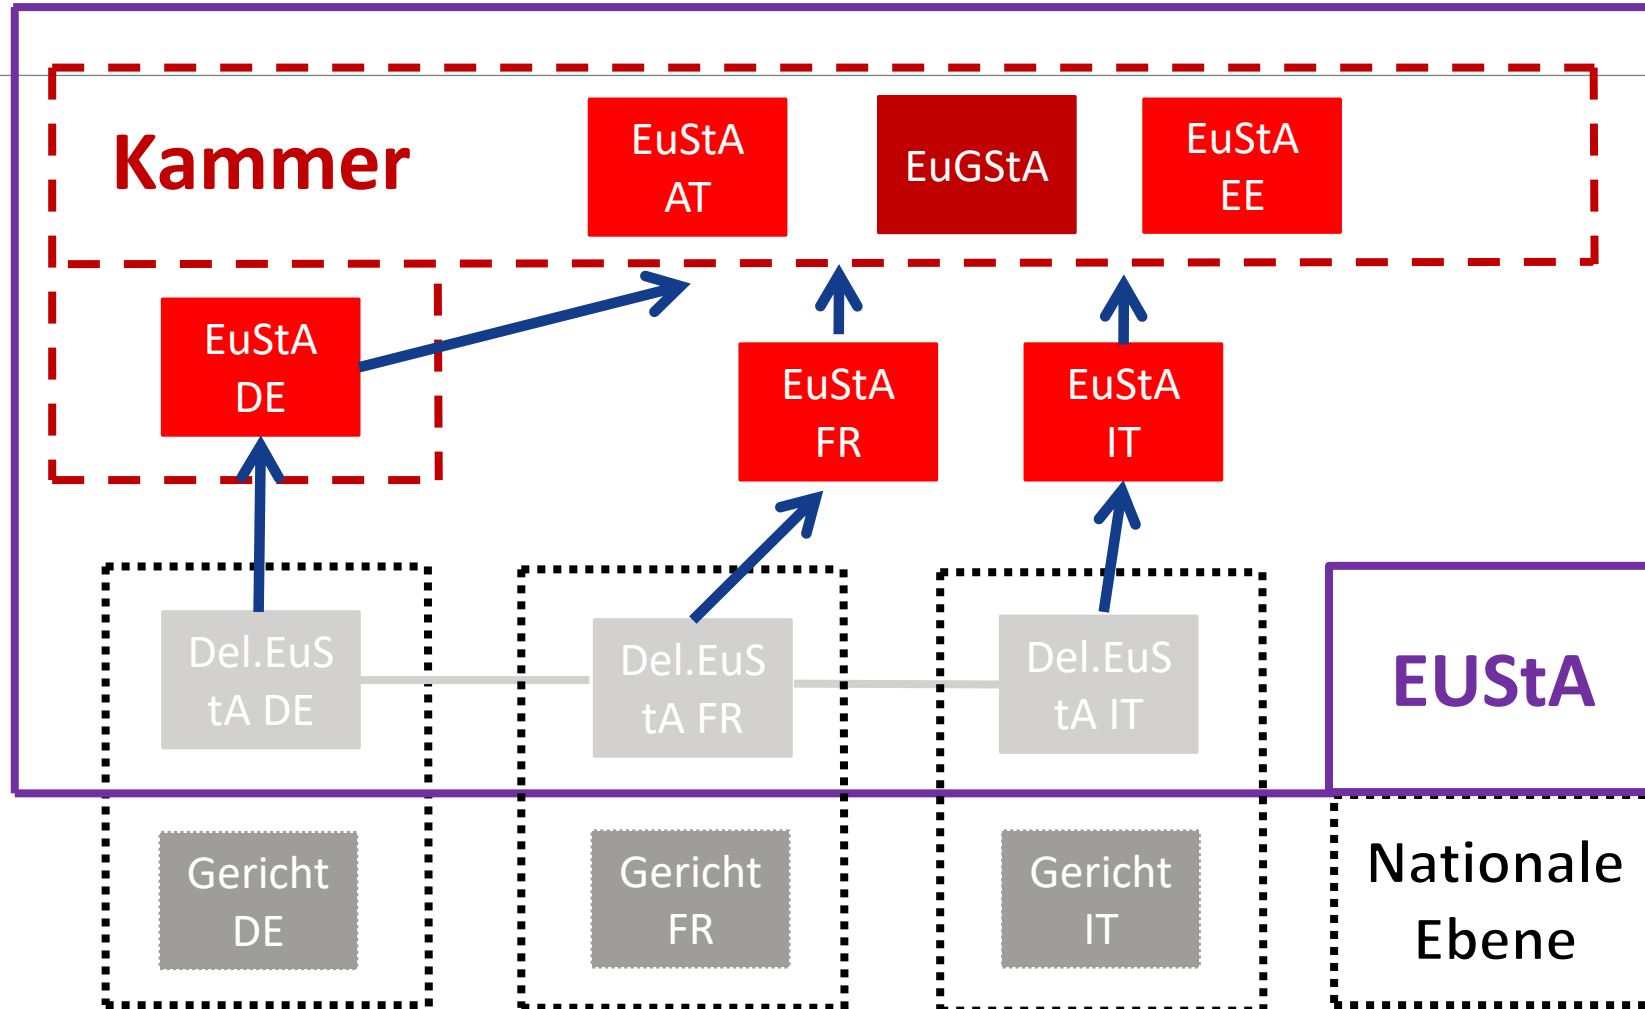 Kammer
EuStA
AT
EuGStA
EuStA
EE
EuStA
DE
EuStA
FR
EuStA
IT
Del.EuS
tA DE
Del.EuS
tA FR
Del.EuS
tA IT
EUStA
Gericht
DE
Gericht
FR
Gericht
IT
Nationale
Ebene